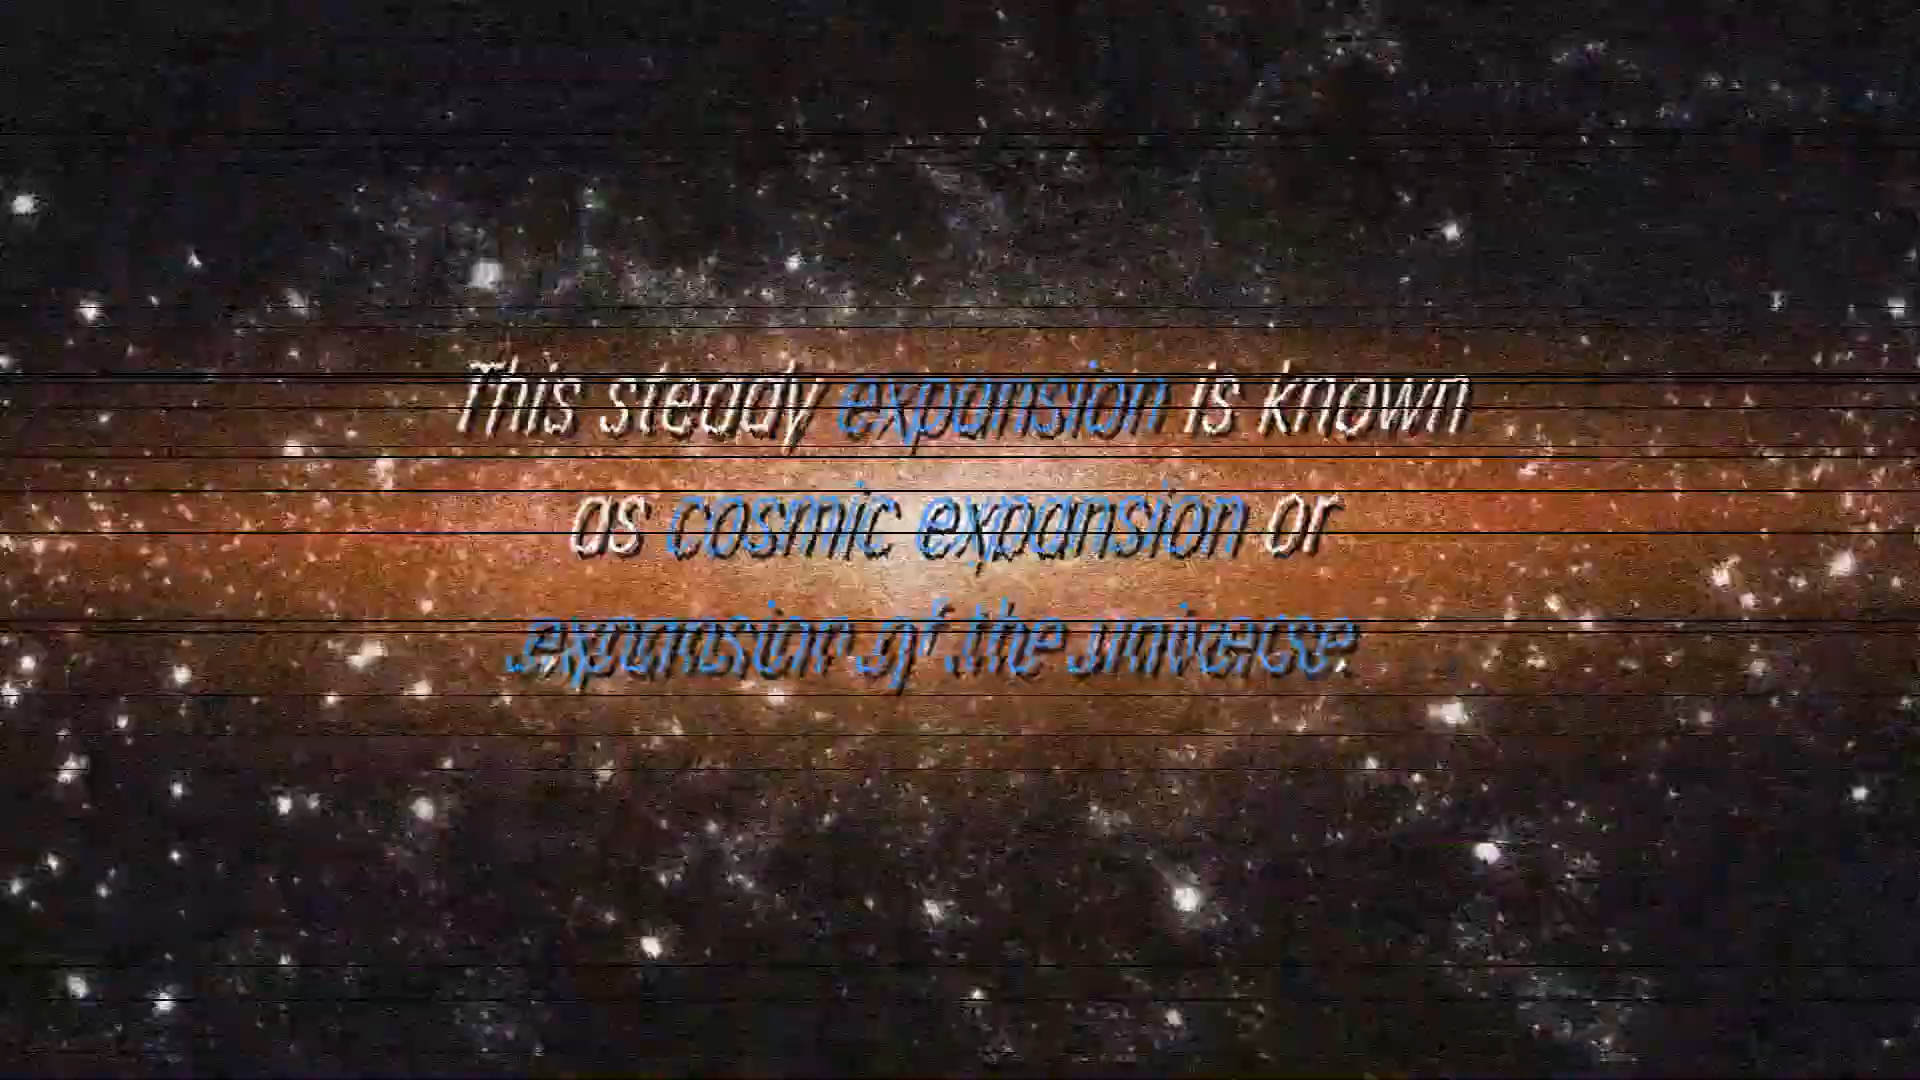 This steady expansion is known
as cosmic expansion or
expansion of the universe.